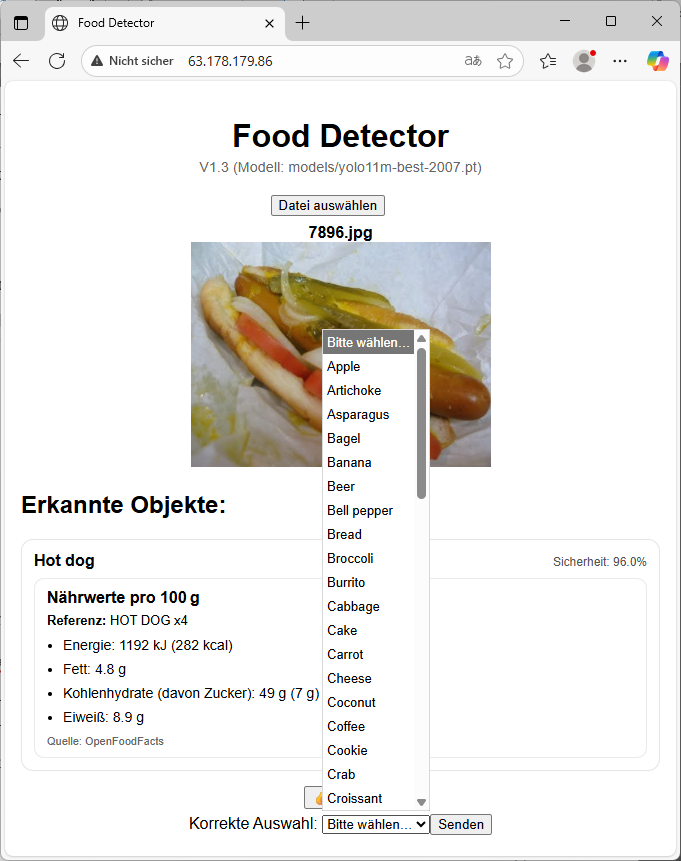 Food Detector
Nicht sicher 63.178.179.86
Food Detector
V1.3 (Modell: models/yolo11m-best-2007.pt)
Datei auswählen
7896.jpg
Erkannte Objekte:
Hot dog
Sicherheit: 96.0%
Nährwerte pro 100 g
Referenz: HOT DOG x4
• Energie: 1192 kJ (282 kcal)
• Fett: 4.8 g
• Kohlenhydrate (davon Zucker): 49 g (7 g)
• Eiweiß: 8.9 g
Quelle: OpenFoodFacts
Bitte wählen...
Apple
Artichoke
Asparagus
Bagel
Banana
Beer
Bell pepper
Bread
Broccoli
Burrito
Cabbage
Cake
Carrot
Cheese
Coconut
Coffee
Cookie
Crab
Croissant
Korrekte Auswahl: Bitte wählen... Senden